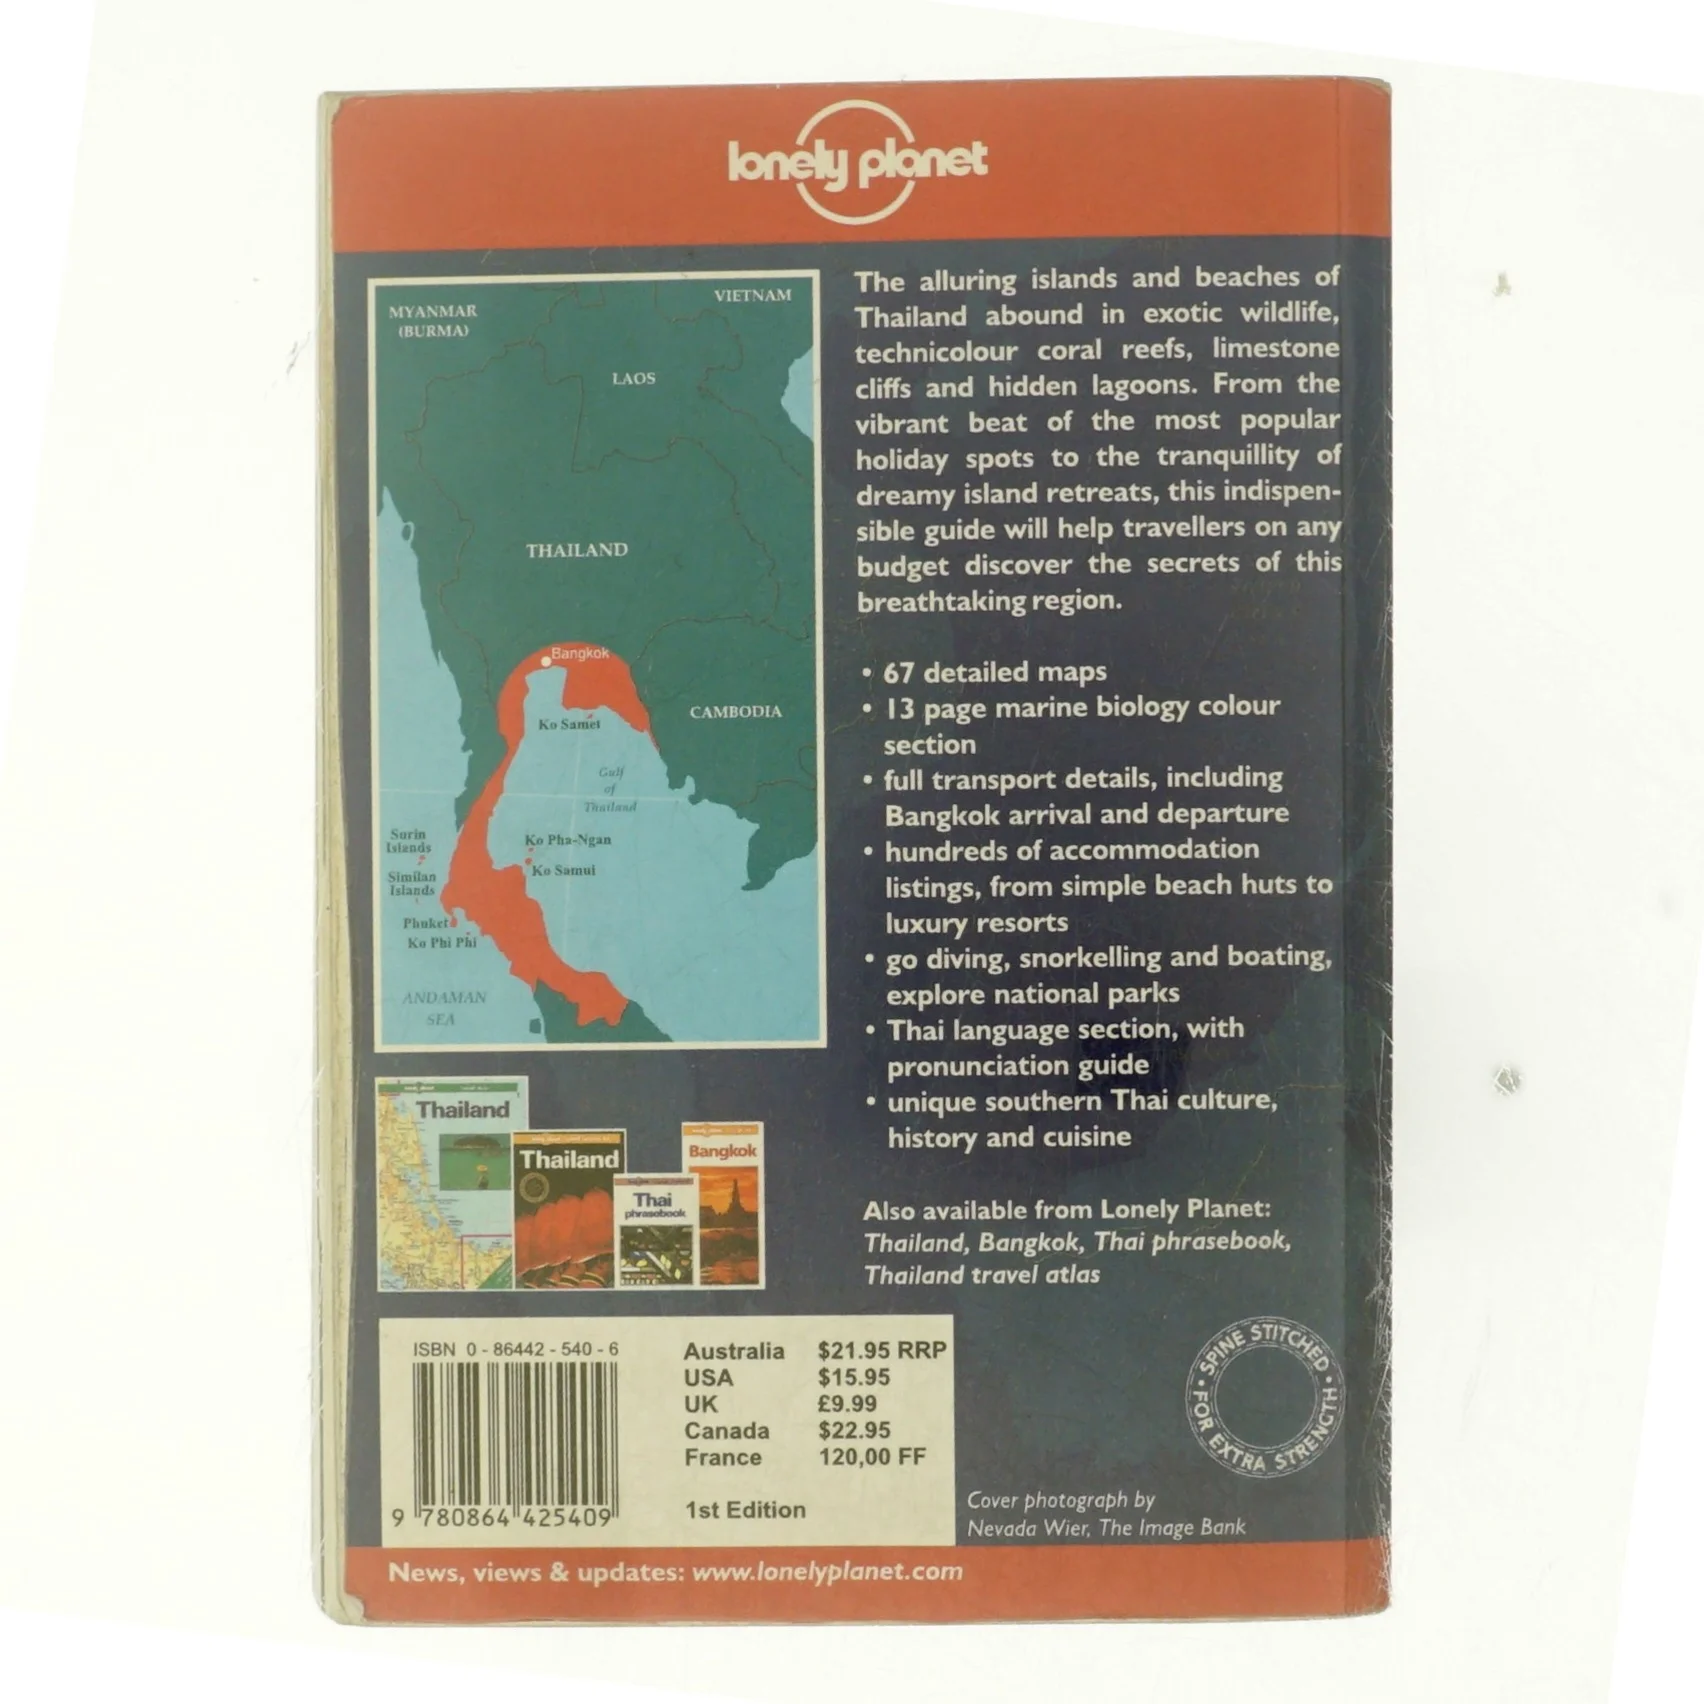 lonely planet
MYANMAR
(BURMA)
VIETNAM
LAOS
THAILAND
Bangkok
Ko Samet
CAMBODIA
Gulf
of
Thailand
Surin
Islands
Ko Pha-Ngan
Ko Samui
Similan
Islands
Phuket
Ko Phi Phi
ANDAMAN
SEA
The alluring islands and beaches of
Thailand abound in exotic wildlife,
technicolour coral reefs, limestone
cliffs and hidden lagoons. From the
vibrant beat of the most popular
holiday spots to the tranquillity of
dreamy island retreats, this indispen-
sible guide will help travellers on any
budget discover the secrets of this
breathtaking region.
• 67 detailed maps
• 13 page marine biology colour
section
• full transport details, including
Bangkok arrival and departure
• hundreds of accommodation
listings, from simple beach huts to
luxury resorts
• go diving, snorkelling and boating,
explore national parks
• Thai language section, with
pronunciation guide
• unique southern Thai culture,
history and cuisine
Also available from Lonely Planet:
Thailand, Bangkok, Thai phrasebook,
Thailand travel atlas
Thailand
Thailand
Thai
phrasebook
Bangkok
ISBN 0 - 86442 - 540 - 6
9 780864 425409
Australia $21.95 RRP
USA $15.95
UK £9.99
Canada $22.95
France 120,00 FF
1st Edition
• SPINE STITCHED •
FOR EXTRA STRENGTH
Cover photograph by
Nevada Wier, The Image Bank
News, views & updates: www.lonelyplanet.com